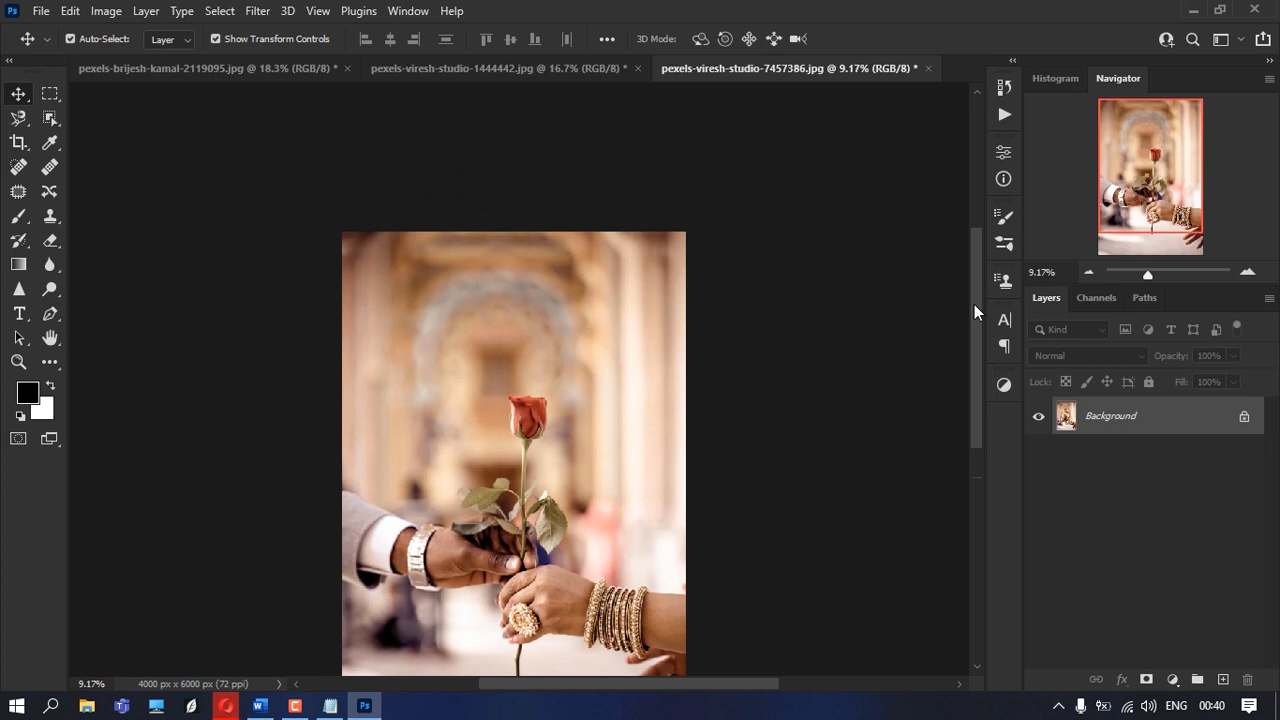 Ps File Edit Image Layer Type Select Filter 3D View Plugins Window Help
Auto-Select: Layer Show Transform Controls 3D Mode:
pexels-brijesh-kamal-2119095.jpg @ 18.3% (RGB/8) * pexels-viresh-studio-1444442.jpg @ 16.7% (RGB/8) * pexels-viresh-studio-7457386.jpg @ 9.17% (RGB/8) *
Histogram Navigator
9.17%
Layers Channels Paths
Kind
Normal Opacity: 100%
Lock: Fill: 100%
Background
9.17% 4000 px x 6000 px (72 ppi)
ENG 00:40